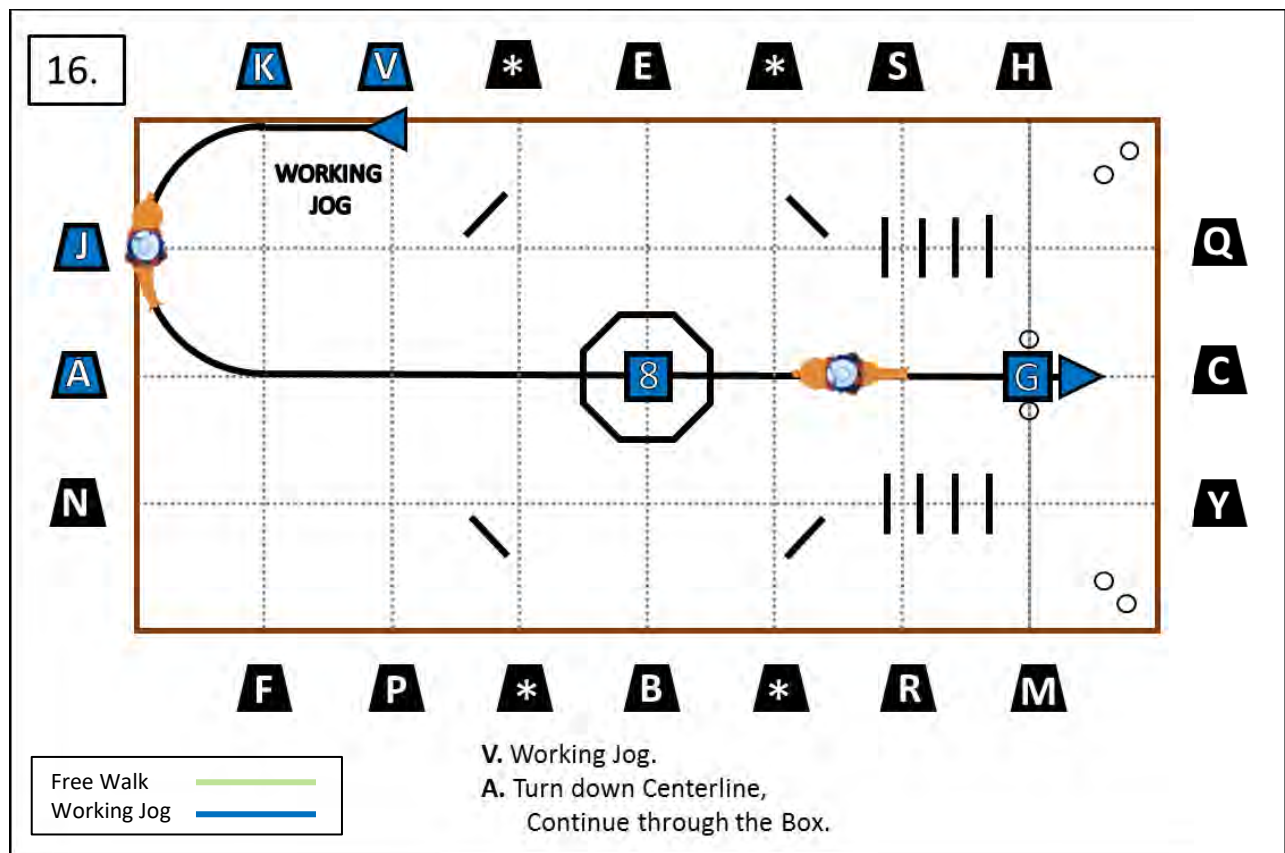 16.
K V * E * S H
WORKING
JOG
J
Q
A
8
G
C
N
Y
F P * B * R M
V. Working Jog.
A. Turn down Centerline,
Continue through the Box.
Free Walk
Working Jog